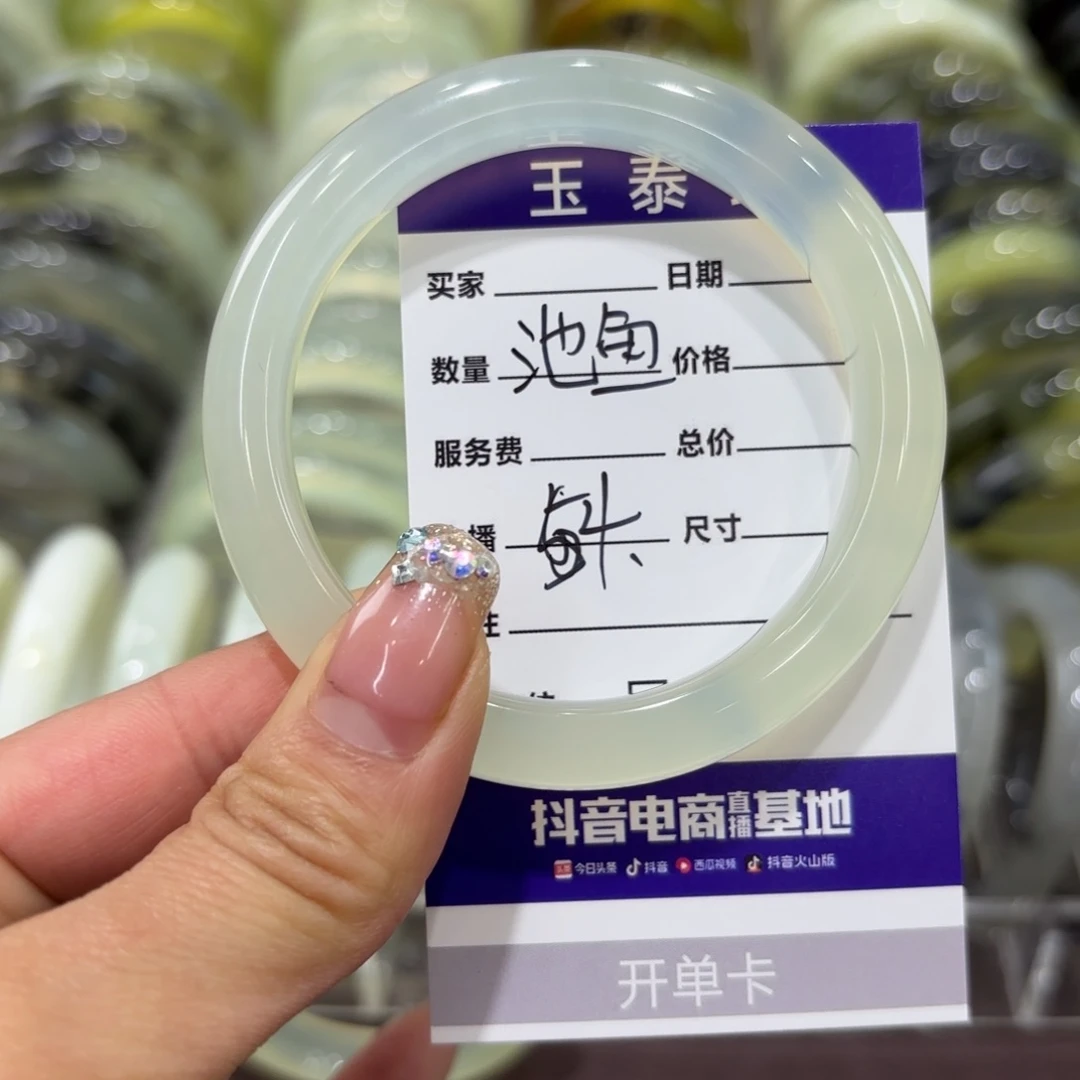 玉 泰
买家 日期
数量 池鱼 价格
服务费 总价
播 尺寸
注
抖音电商直播基地
今日头条 抖音 西瓜视频 抖音火山版
开单卡